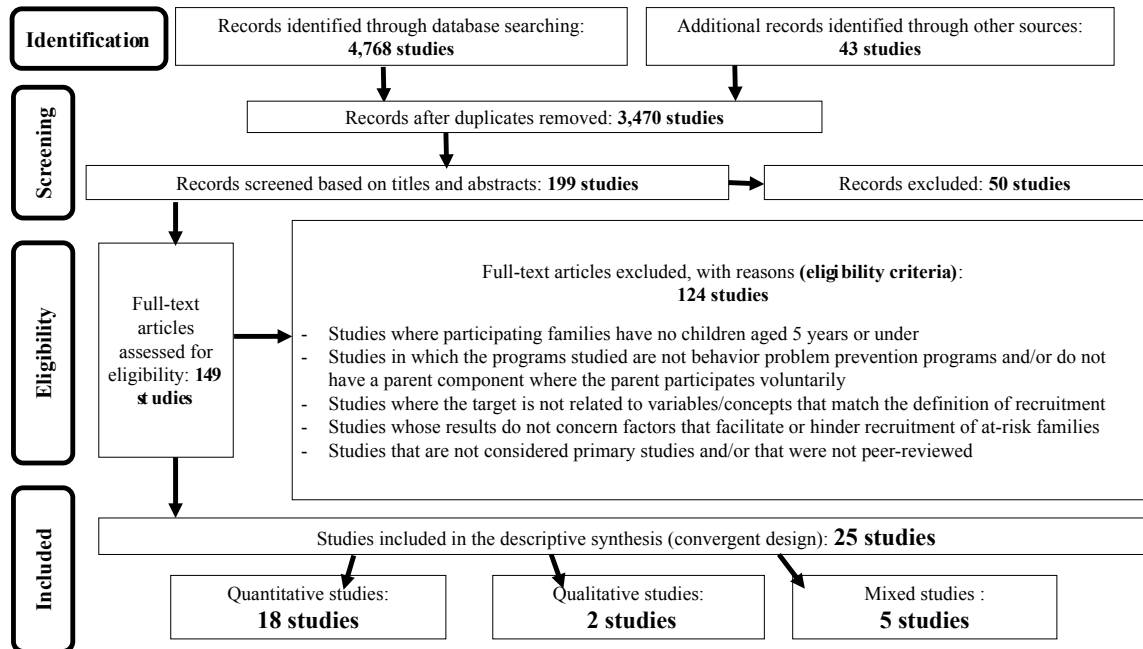 Identification
Records identified through database searching:
4,768 studies
Additional records identified through other sources:
43 studies
Screening
Records after duplicates removed: 3,470 studies
Records screened based on titles and abstracts: 199 studies
Records excluded: 50 studies
Eligibility
Full-text
articles
assessed for
eligibility: 149
studies
Full-text articles excluded, with reasons (eligibility criteria):
124 studies
- Studies where participating families have no children aged 5 years or under
- Studies in which the programs studied are not behavior problem prevention programs and/or do not
have a parent component where the parent participates voluntarily
- Studies where the target is not related to variables/concepts that match the definition of recruitment
- Studies whose results do not concern factors that facilitate or hinder recruitment of at-risk families
- Studies that are not considered primary studies and/or that were not peer-reviewed
Included
Studies included in the descriptive synthesis (convergent design): 25 studies
Quantitative studies:
18 studies
Qualitative studies:
2 studies
Mixed studies :
5 studies